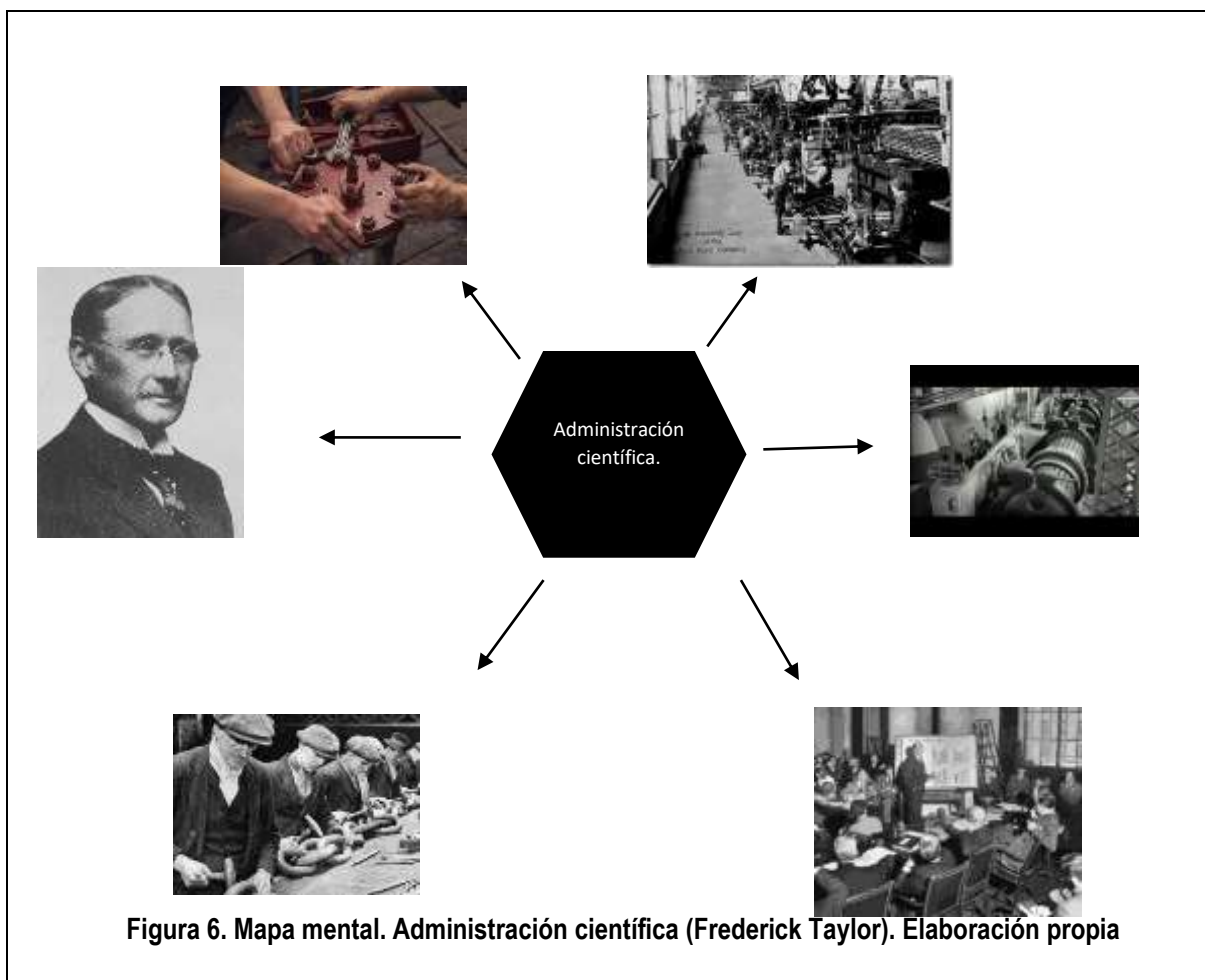 Administración
científica.
Figura 6. Mapa mental. Administración científica (Frederick Taylor). Elaboración propia